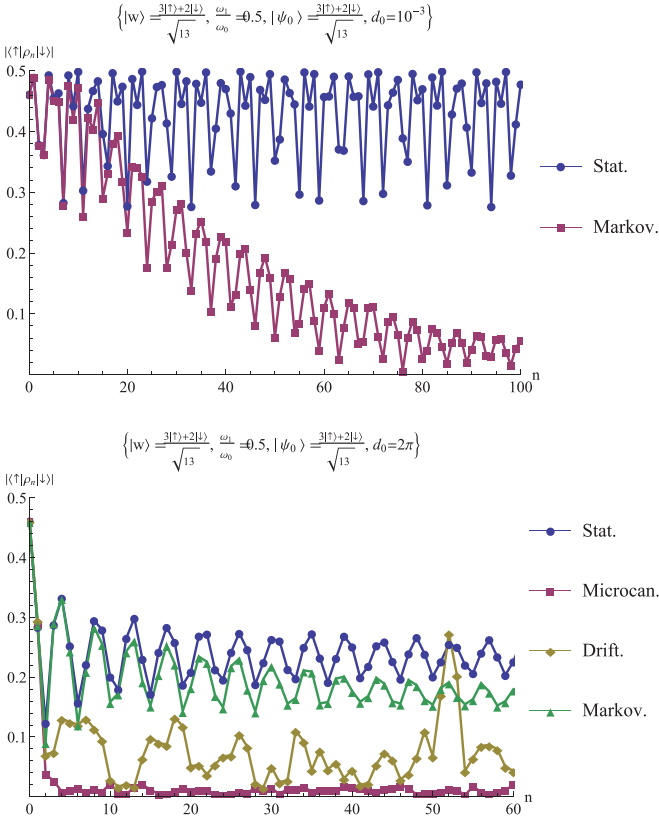 {|w⟩ = 3|↑⟩+2|↓⟩/√13, ω₁/ω₀ = 0.5, |ψ₀⟩ = 3|↑⟩+2|↓⟩/√13, d₀=10⁻³}
|⟨↑|ρₙ|↓⟩|
0.5
0.4
0.3
0.2
0.1
0 20 40 60 80 100 n
Stat.
Markov.
{|w⟩ = 3|↑⟩+2|↓⟩/√13, ω₁/ω₀ = 0.5, |ψ₀⟩ = 3|↑⟩+2|↓⟩/√13, d₀=2π}
|⟨↑|ρₙ|↓⟩|
0.5
0.4
0.3
0.2
0.1
0 10 20 30 40 50 60 n
Stat.
Microcan.
Drift.
Markov.